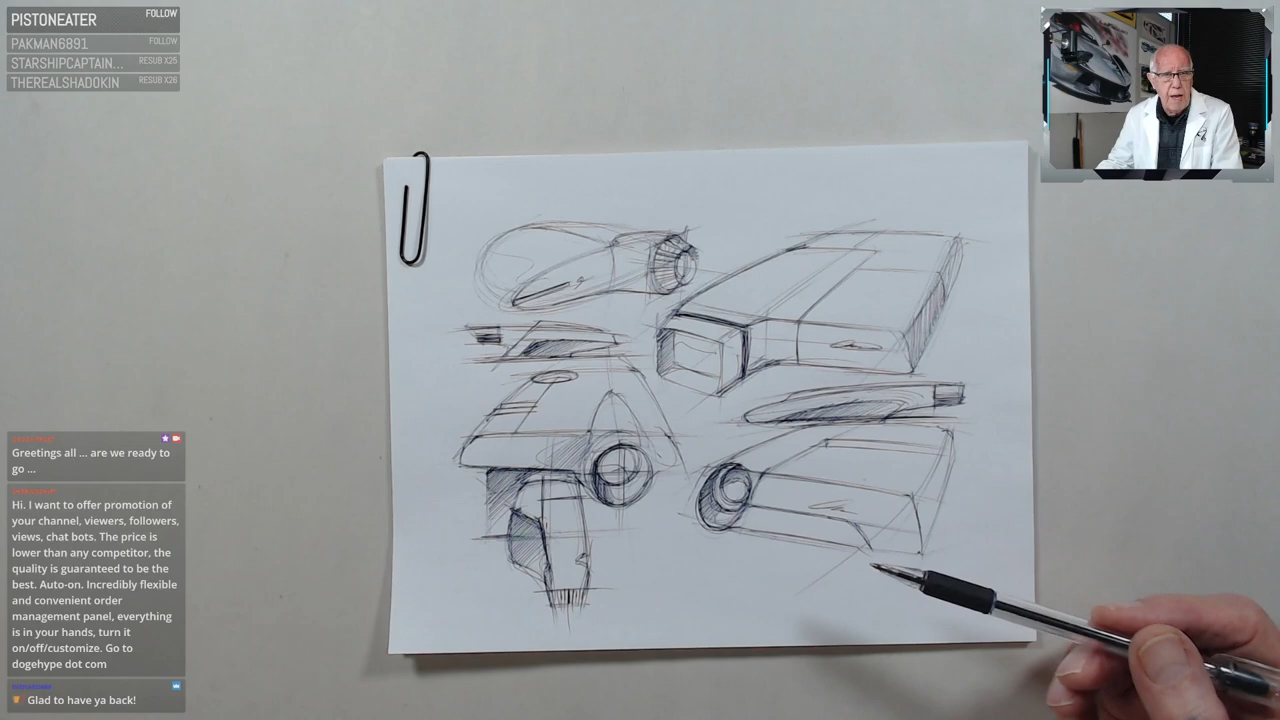 PISTONEATER FOLLOW
PAKMAN6891 FOLLOW
STARSHIPCAPTAIN... RESUB X25
THEREALSHADOKIN RESUB X26
Greetings all ... are we ready to
go ...
Hi. I want to offer promotion of
your channel, viewers, followers,
views, chat bots. The price is
lower than any competitor, the
quality is guaranteed to be the
best. Auto-on. Incredibly flexible
and convenient order
management panel, everything
is in your hands, turn it
on/off/customize. Go to
dogehype dot com
Glad to have ya back!